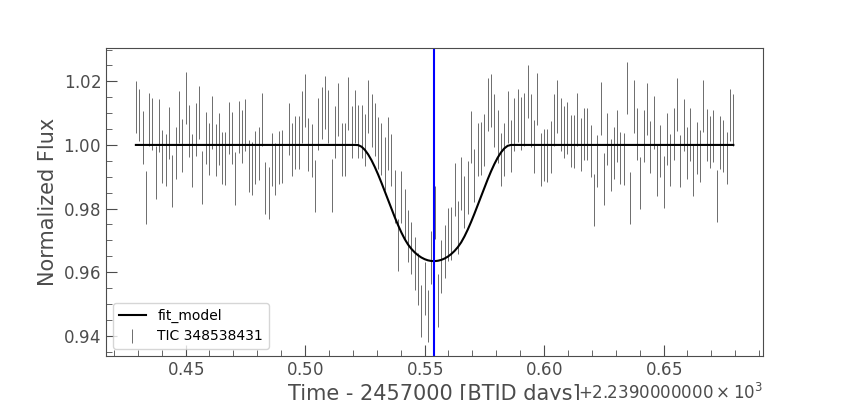 1.02
1.00
0.98
0.96
0.94
Normalized Flux
fit_model
TIC 348538431
0.45
0.50
0.55
0.60
0.65
Time - 2457000 [BTJD days]
+2.2390000000 × 10³